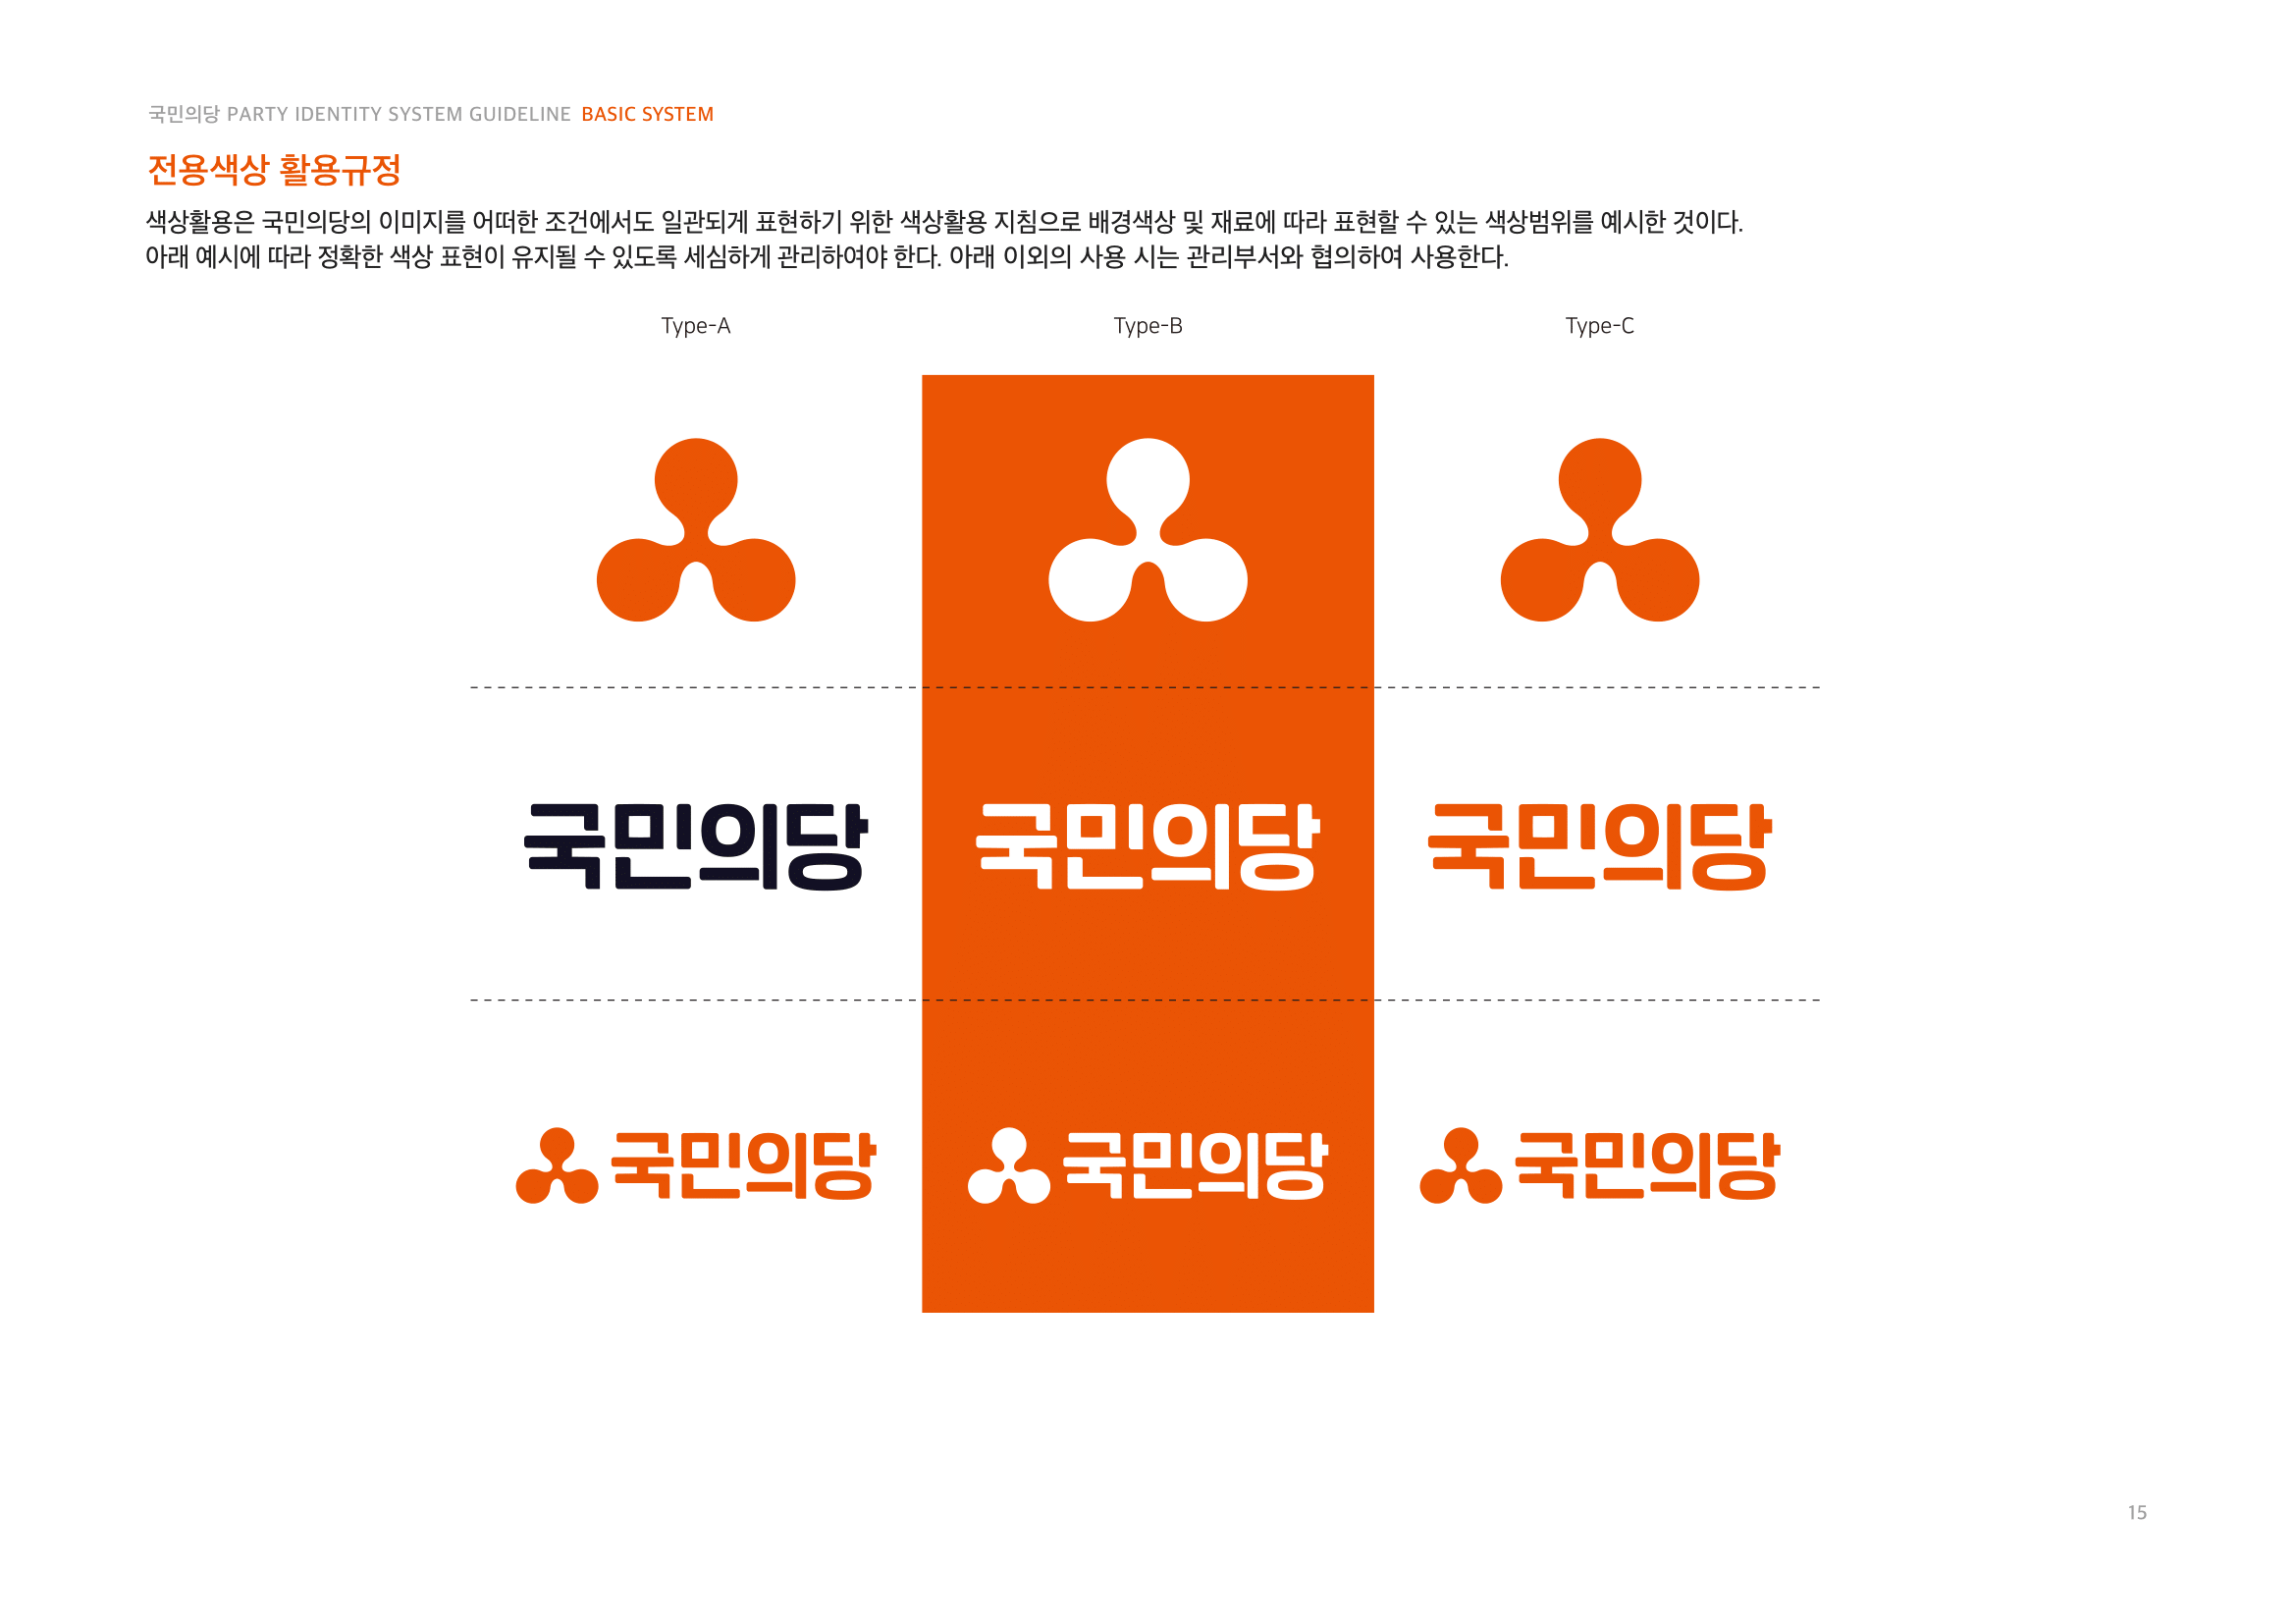 국민의당 PARTY IDENTITY SYSTEM GUIDELINE BASIC SYSTEM
전용색상 활용규정
색상활용은 국민의당의 이미지를 어떠한 조건에서도 일관되게 표현하기 위한 색상활용 지침으로 배경색상 및 재료에 따라 표현할 수 있는 색상범위를 예시한 것이다.
아래 예시에 따라 정확한 색상 표현이 유지될 수 있도록 세심하게 관리하여야 한다. 아래 이외의 사용 시는 관리부서와 협의하여 사용한다.
Type-A Type-B Type-C
국민의당 국민의당 국민의당
국민의당 국민의당 국민의당
15